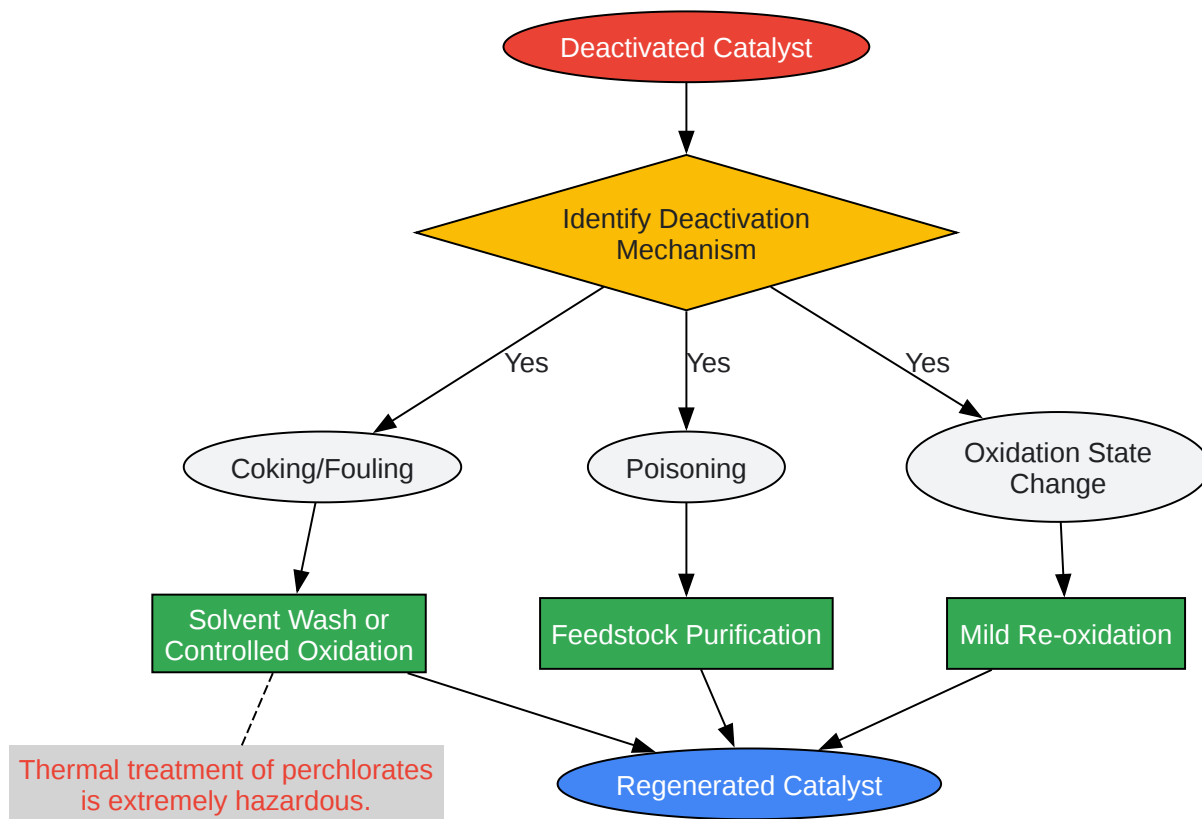 Deactivated Catalyst
Identify Deactivation
Mechanism
Yes
Yes
Yes
Coking/Fouling
Poisoning
Oxidation State
Change
Solvent Wash or
Controlled Oxidation
Feedstock Purification
Mild Re-oxidation
Thermal treatment of perchlorates
is extremely hazardous.
Regenerated Catalyst